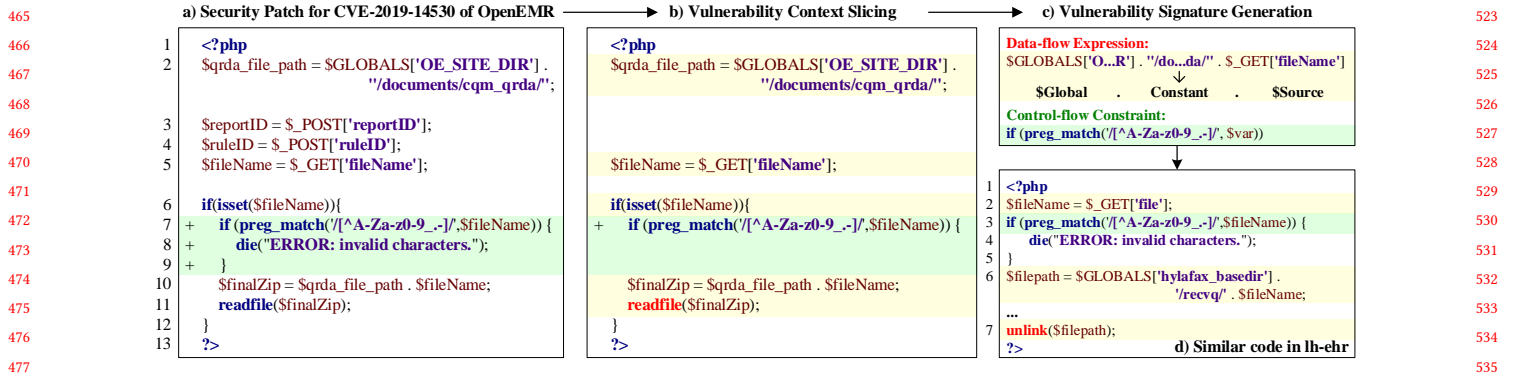 a) Security Patch for CVE-2019-14530 of OpenEMR
b) Vulnerability Context Slicing
c) Vulnerability Signature Generation
465
466
467
468
469
470
471
472
473
474
475
476
477
1 <?php
2 $qrda_file_path = $GLOBALS['OE_SITE_DIR'] .
"/documents/cqm_qrda/";
3 $reportID = $_POST['reportID'];
4 $ruleID = $_POST['ruleID'];
5 $fileName = $_GET['fileName'];
6 if(isset($fileName)){
7 + if (preg_match('/[^A-Za-z0-9_.-]/',$fileName)) {
8 + die("ERROR: invalid characters.");
9 + }
10 $finalZip = $qrda_file_path . $fileName;
11 readfile($finalZip);
12 }
13 ?>
<?php
$qrda_file_path = $GLOBALS['OE_SITE_DIR'] .
"/documents/cqm_qrda/";
$fileName = $_GET['fileName'];
if(isset($fileName)){
+ if (preg_match('/[^A-Za-z0-9_.-]/',$fileName)) {
$finalZip = $qrda_file_path . $fileName;
readfile($finalZip);
}
?>
Data-flow Expression:
$GLOBALS['O...R'] . "/do...da/" . $_GET['fileName']
$Global . Constant . $Source
Control-flow Constraint:
if (preg_match('/[^A-Za-z0-9_.-]/', $var))
1 <?php
2 $fileName = $_GET['file'];
3 if (preg_match('/[^A-Za-z0-9_.-]/',$fileName)) {
4 die("ERROR: invalid characters.");
5 }
6 $filepath = $GLOBALS['hylafax_basedir'] .
'/recvq/' . $fileName;
...
7 unlink($filepath);
?> d) Similar code in lh-ehr
523
524
525
526
527
528
529
530
531
532
533
534
535